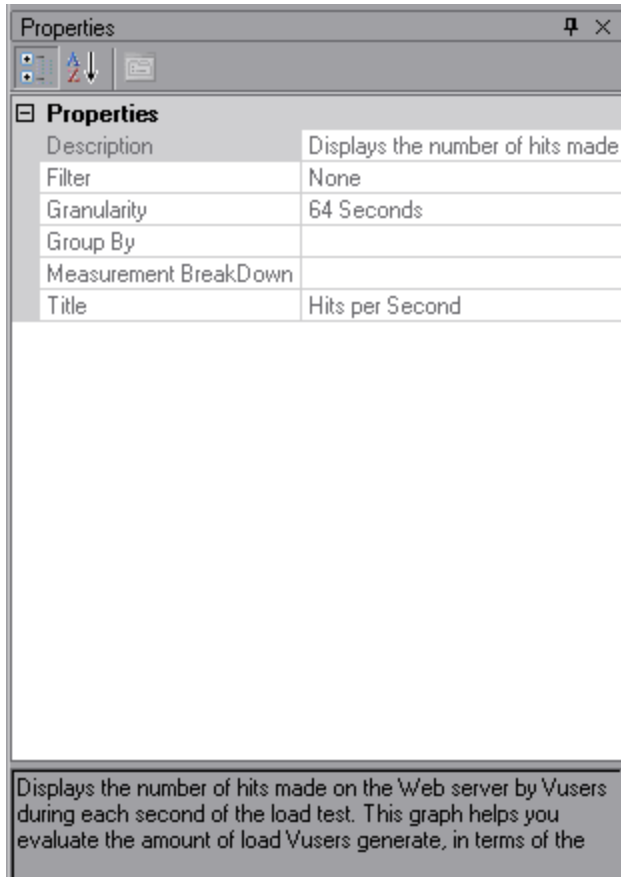 Properties
Properties
Description Displays the number of hits made
Filter None
Granularity 64 Seconds
Group By
Measurement BreakDown
Title Hits per Second
Displays the number of hits made on the Web server by Vusers
during each second of the load test. This graph helps you
evaluate the amount of load Vusers generate, in terms of the